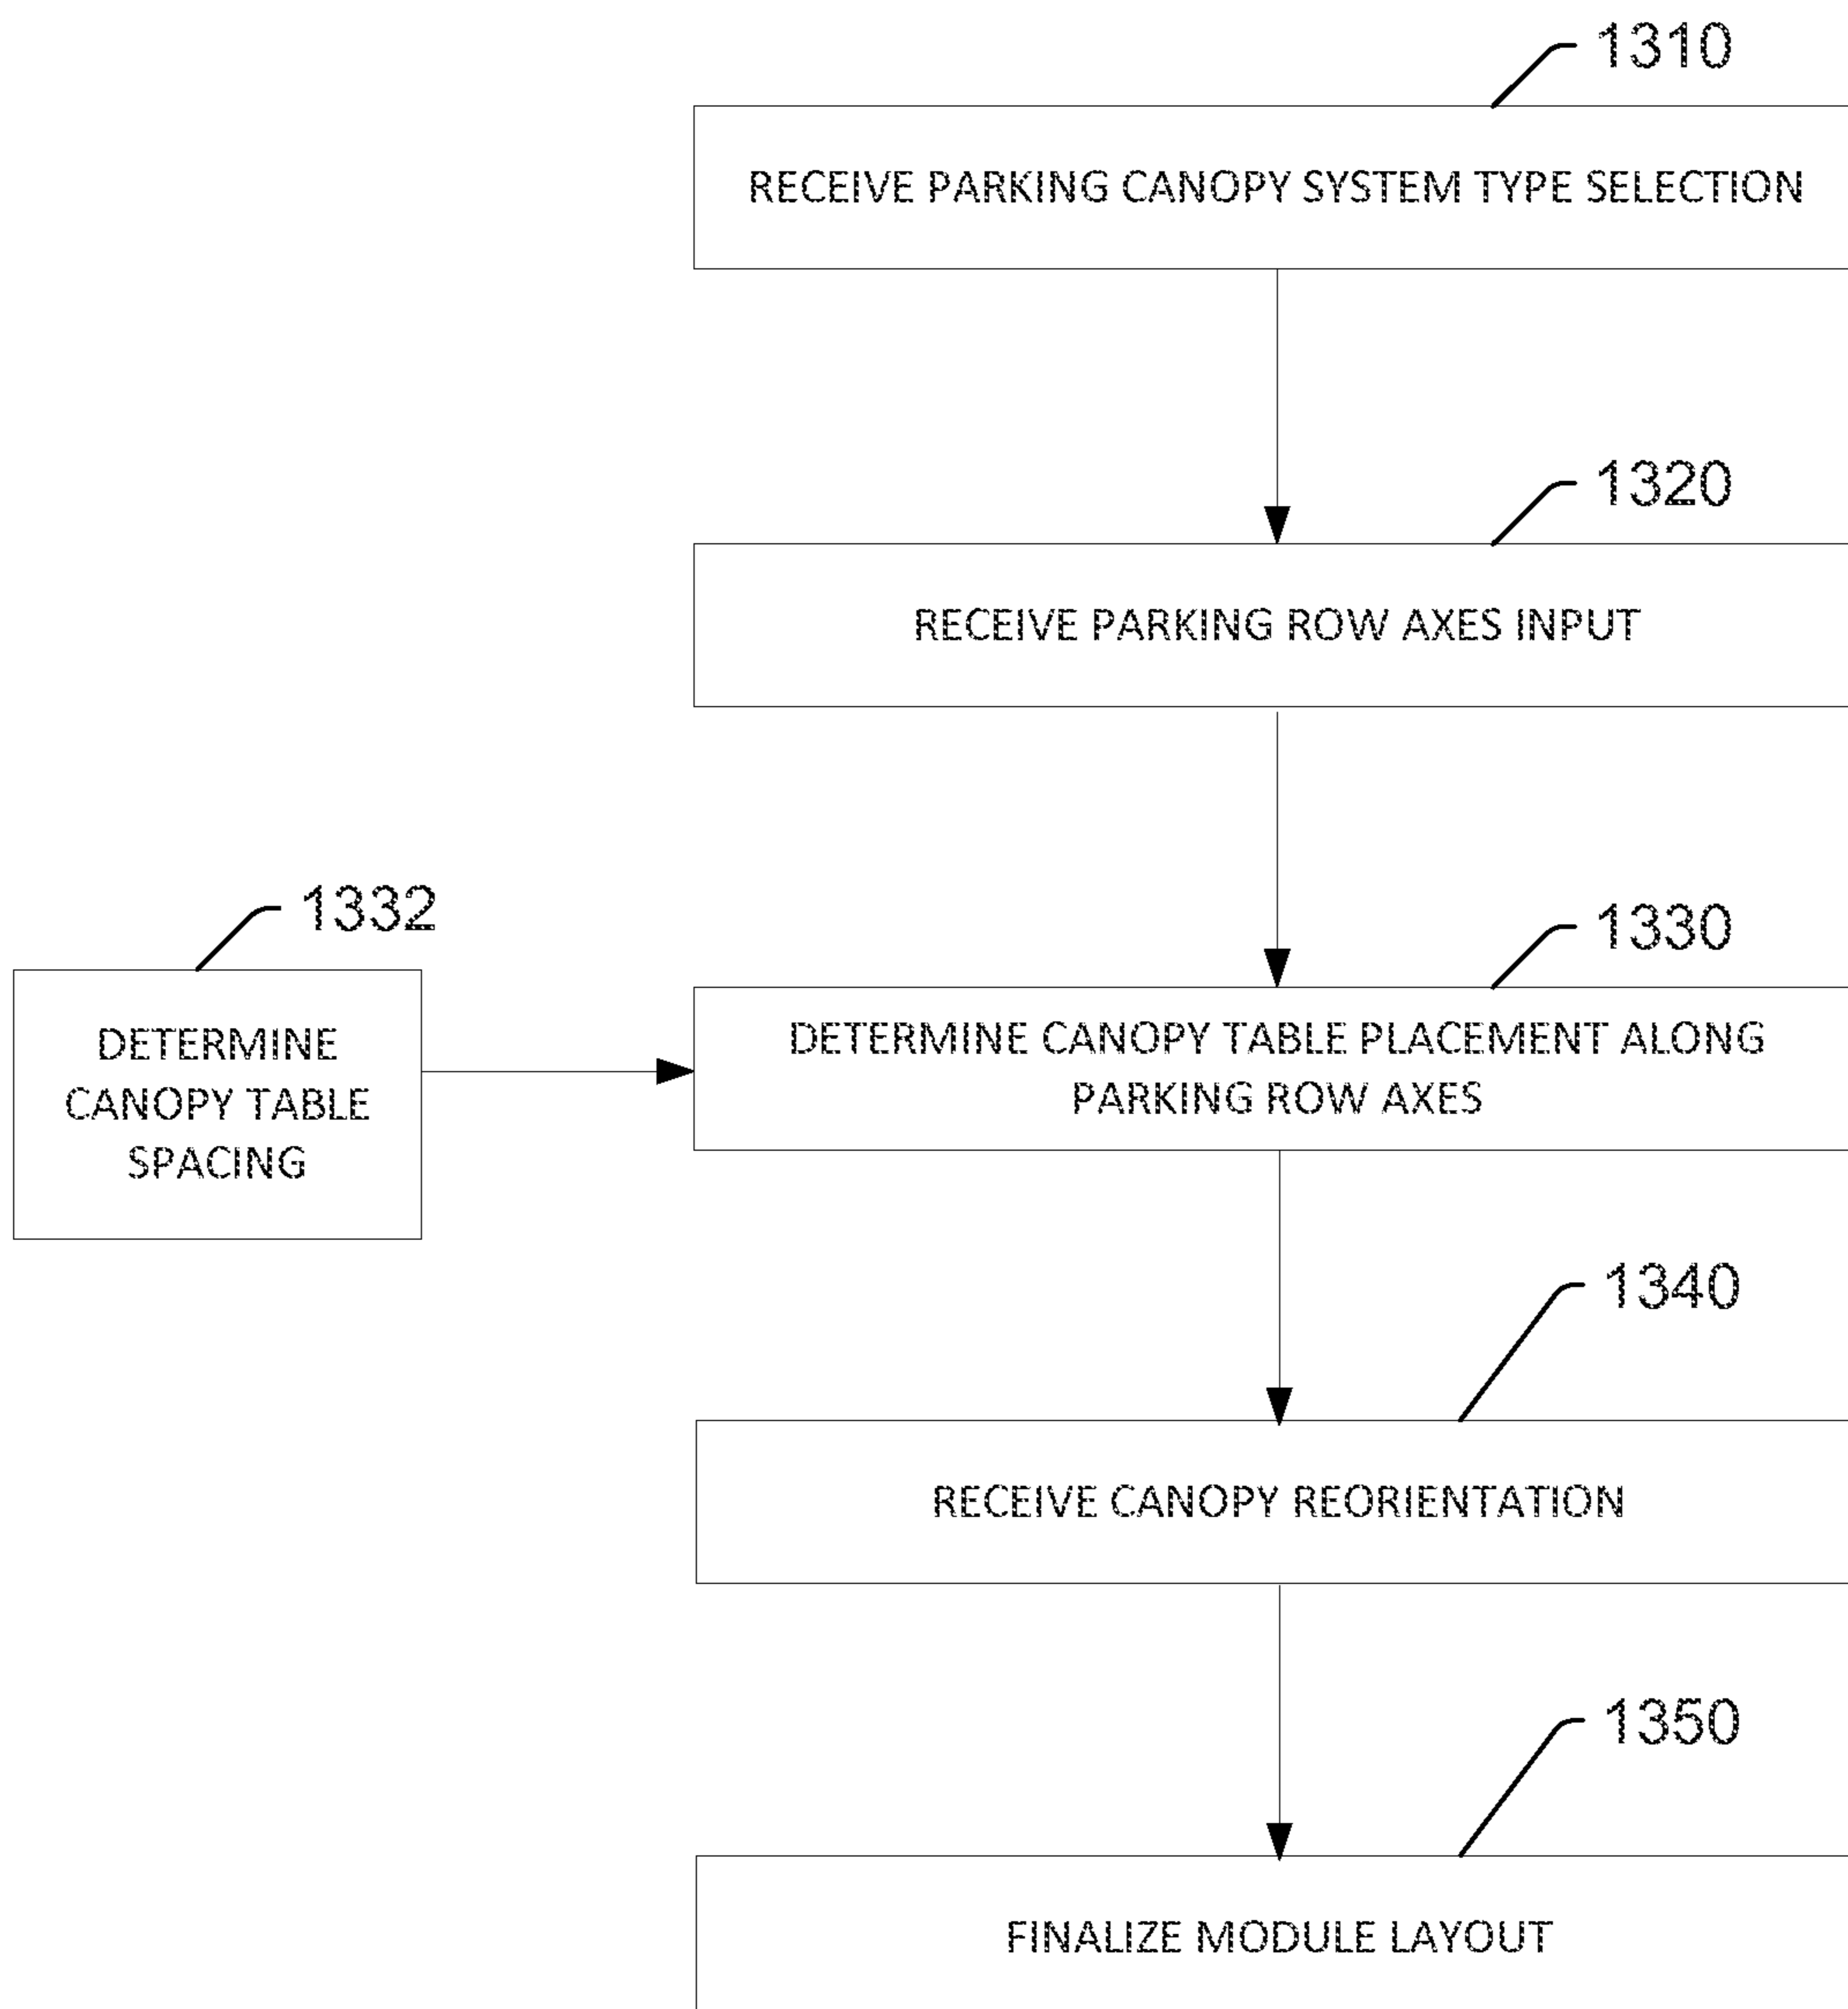 1310
RECEIVE PARKING CANOPY SYSTEM TYPE SELECTION
1320
RECEIVE PARKING ROW AXES INPUT
1332
DETERMINE
CANOPY TABLE
SPACING
1330
DETERMINE CANOPY TABLE PLACEMENT ALONG
PARKING ROW AXES
1340
RECEIVE CANOPY REORIENTATION
1350
FINALIZE MODULE LAYOUT